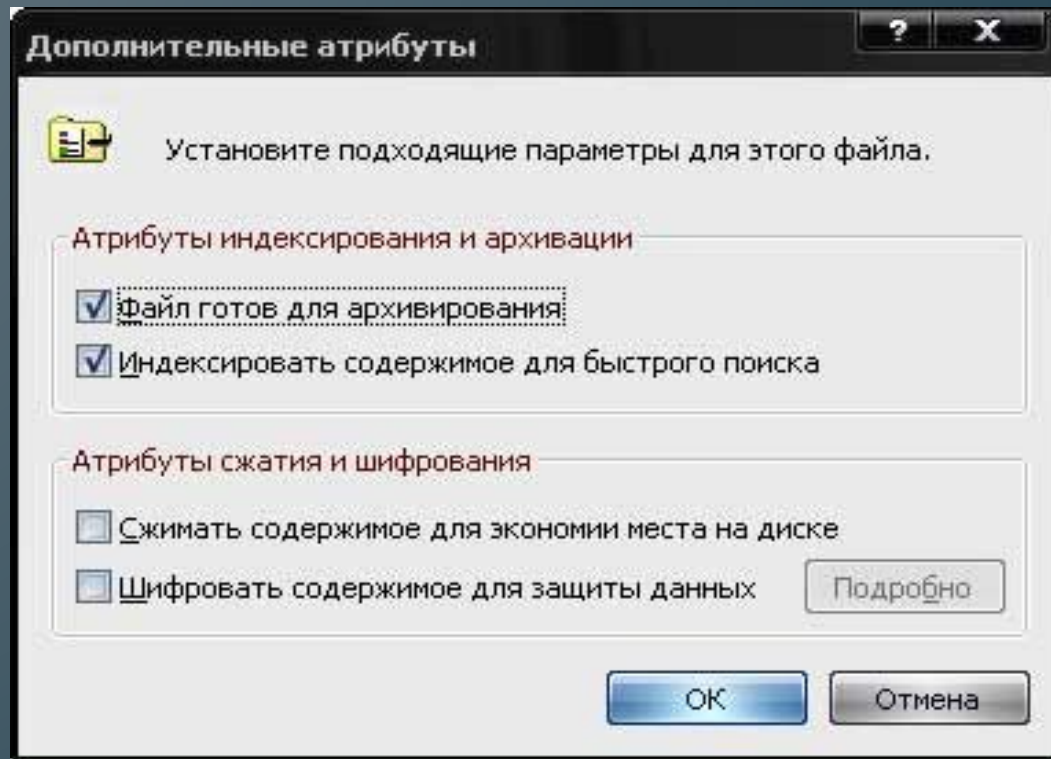 Дополнительные атрибуты
? X
Установите подходящие параметры для этого файла.
Атрибуты индексирования и архивации
Файл готов для архивирования
Индексировать содержимое для быстрого поиска
Атрибуты сжатия и шифрования
Сжимать содержимое для экономии места на диске
Шифровать содержимое для защиты данных
Подробно
ОК
Отмена